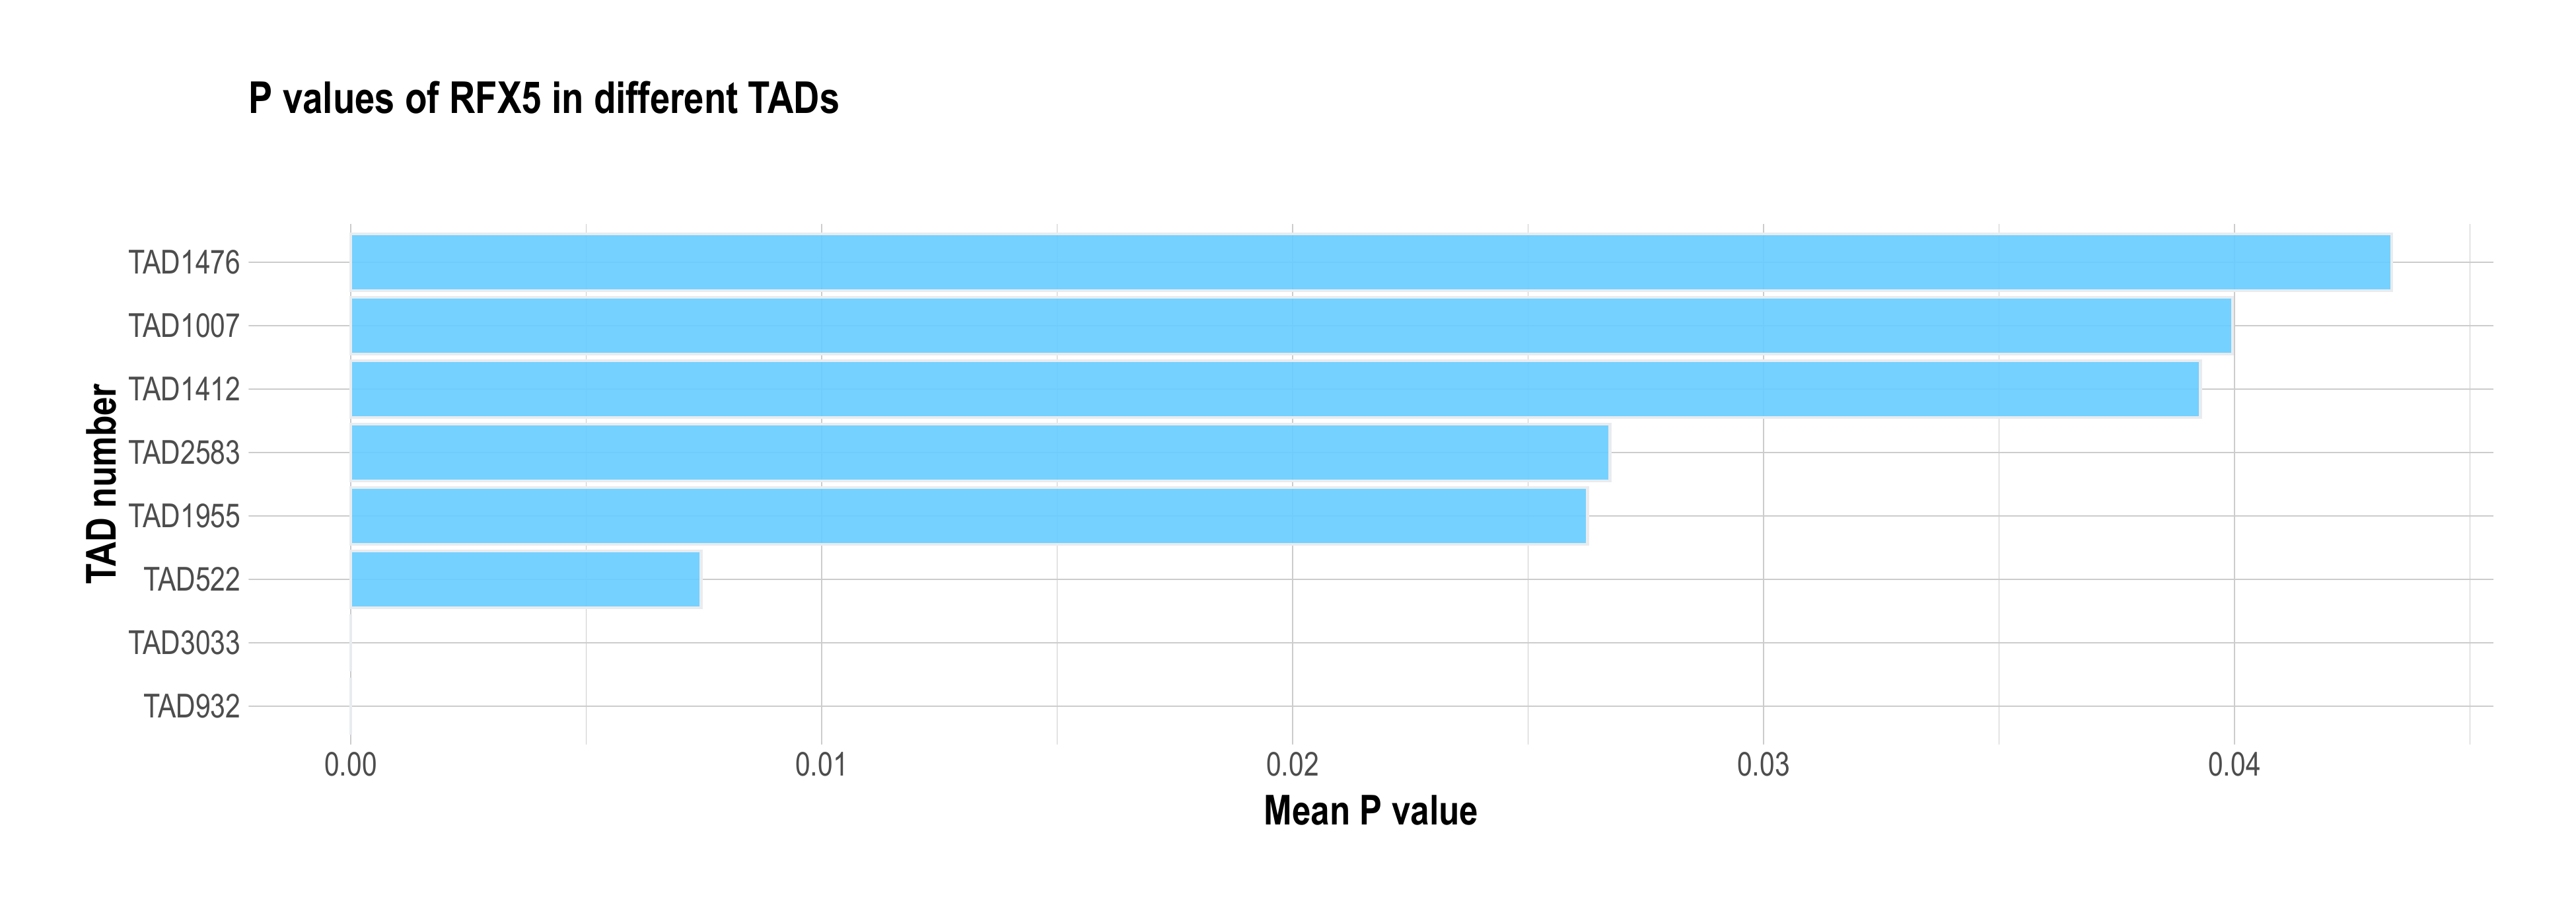 P values of RFX5 in different TADs
TAD number
TAD1476
TAD1007
TAD1412
TAD2583
TAD1955
TAD522
TAD3033
TAD932
0.00 0.01 0.02 0.03 0.04
Mean P value